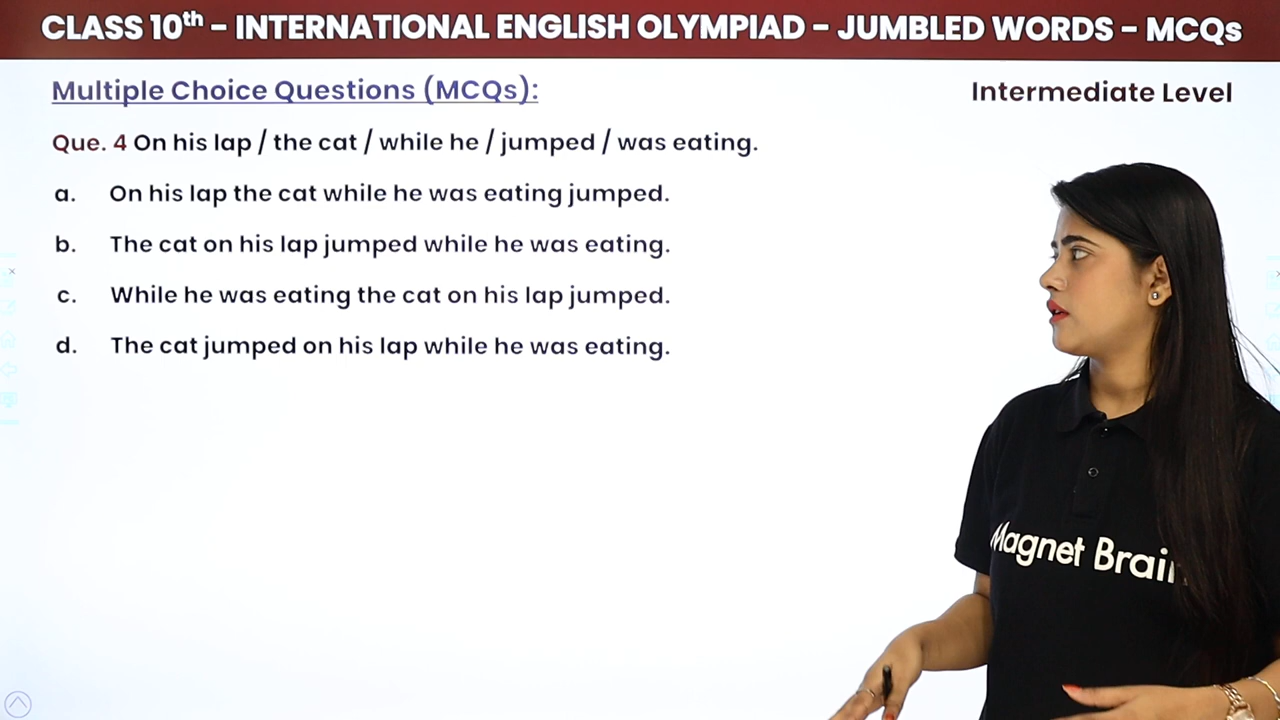 CLASS 10th - INTERNATIONAL ENGLISH OLYMPIAD - JUMBLED WORDS - MCQs
Multiple Choice Questions (MCQs):
Intermediate Level
Que. 4 On his lap / the cat / while he / jumped / was eating.
a. On his lap the cat while he was eating jumped.
b. The cat on his lap jumped while he was eating.
c. While he was eating the cat on his lap jumped.
d. The cat jumped on his lap while he was eating.
Magnet Brain